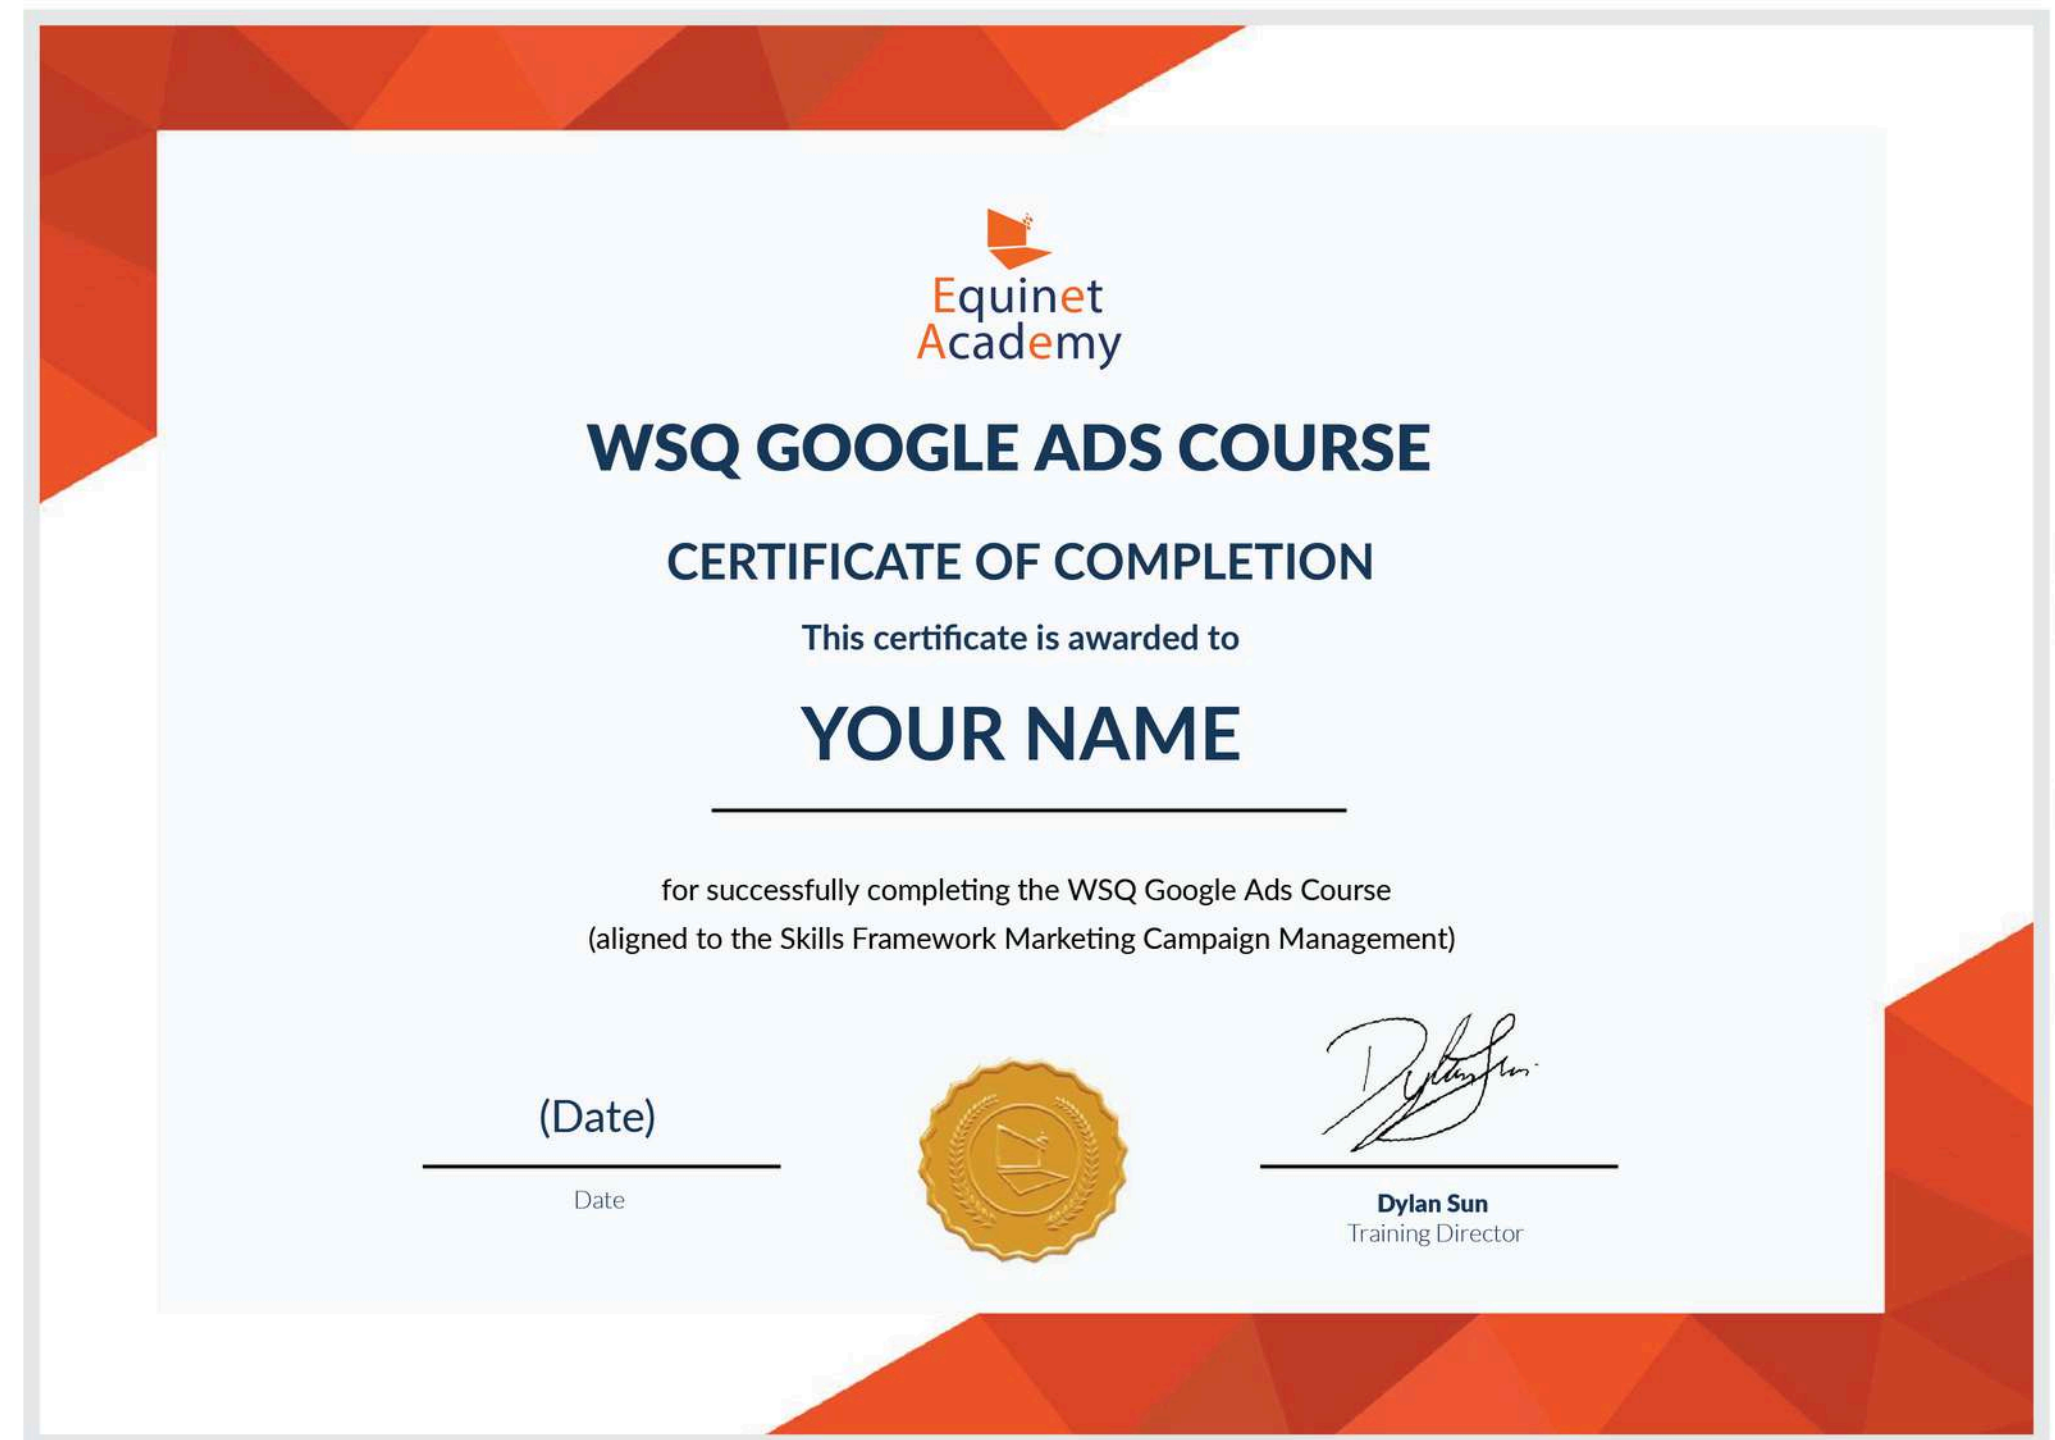 Equinet
Academy
WSQ GOOGLE ADS COURSE
CERTIFICATE OF COMPLETION
This certificate is awarded to
YOUR NAME
for successfully completing the WSQ Google Ads Course
(aligned to the Skills Framework Marketing Campaign Management)
(Date)
Date
Dylan Sun
Dylan Sun
Training Director